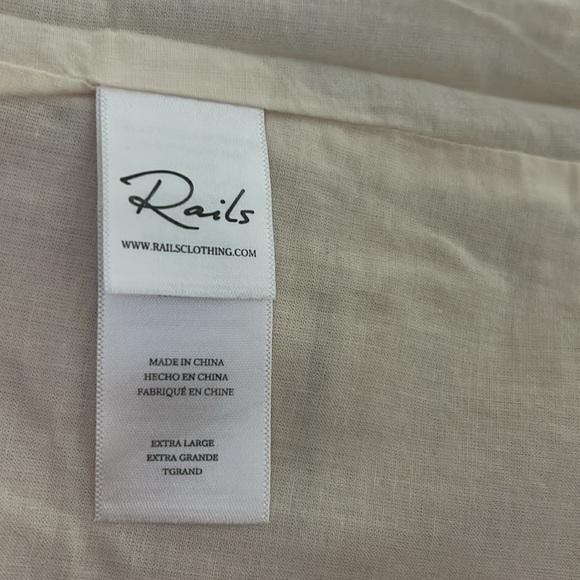 Rails
WWW.RAILSCLOTHING.COM
MADE IN CHINA
HECHO EN CHINA
FABRIQUÉ EN CHINE
EXTRA LARGE
EXTRA GRANDE
TGRAND